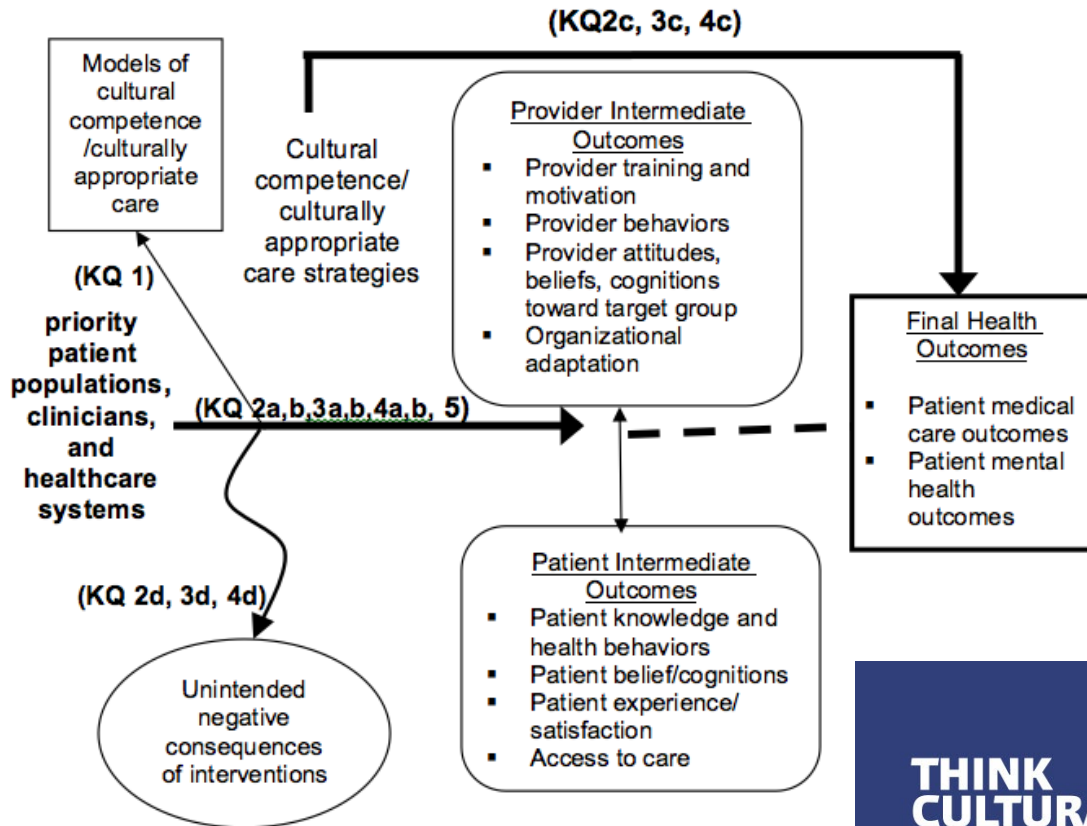 (KQ2c, 3c, 4c)
Models of
cultural
competence
/culturally
appropriate
care
Cultural
competence/
culturally
appropriate
care strategies
Provider Intermediate
Outcomes
▪ Provider training and
motivation
▪ Provider behaviors
▪ Provider attitudes,
beliefs, cognitions
toward target group
▪ Organizational
adaptation
(KQ 1)
priority
patient
populations,
clinicians,
and
healthcare
systems
(KQ 2a,b,3a,b,4a,b, 5)
Final Health
Outcomes
▪ Patient medical
care outcomes
▪ Patient mental
health
outcomes
(KQ 2d, 3d, 4d)
Unintended
negative
consequences
of interventions
Patient Intermediate
Outcomes
▪ Patient knowledge and
health behaviors
▪ Patient belief/cognitions
▪ Patient experience/
satisfaction
▪ Access to care
THINK
CULTUR